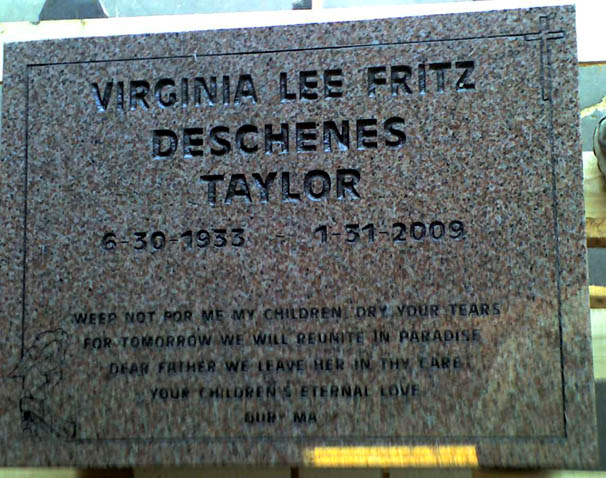 VIRGINIA LEE FRITZ
DESCHENES
TAYLOR
6-30-1933 - 1-31-2009
WEEP NOT FOR ME MY CHILDREN, DRY YOUR TEARS
FOR TOMORROW WE WILL REUNITE IN PARADISE
DEAR FATHER WE LEAVE HER IN THY CARE
YOUR CHILDREN'S ETERNAL LOVE
OUR MA